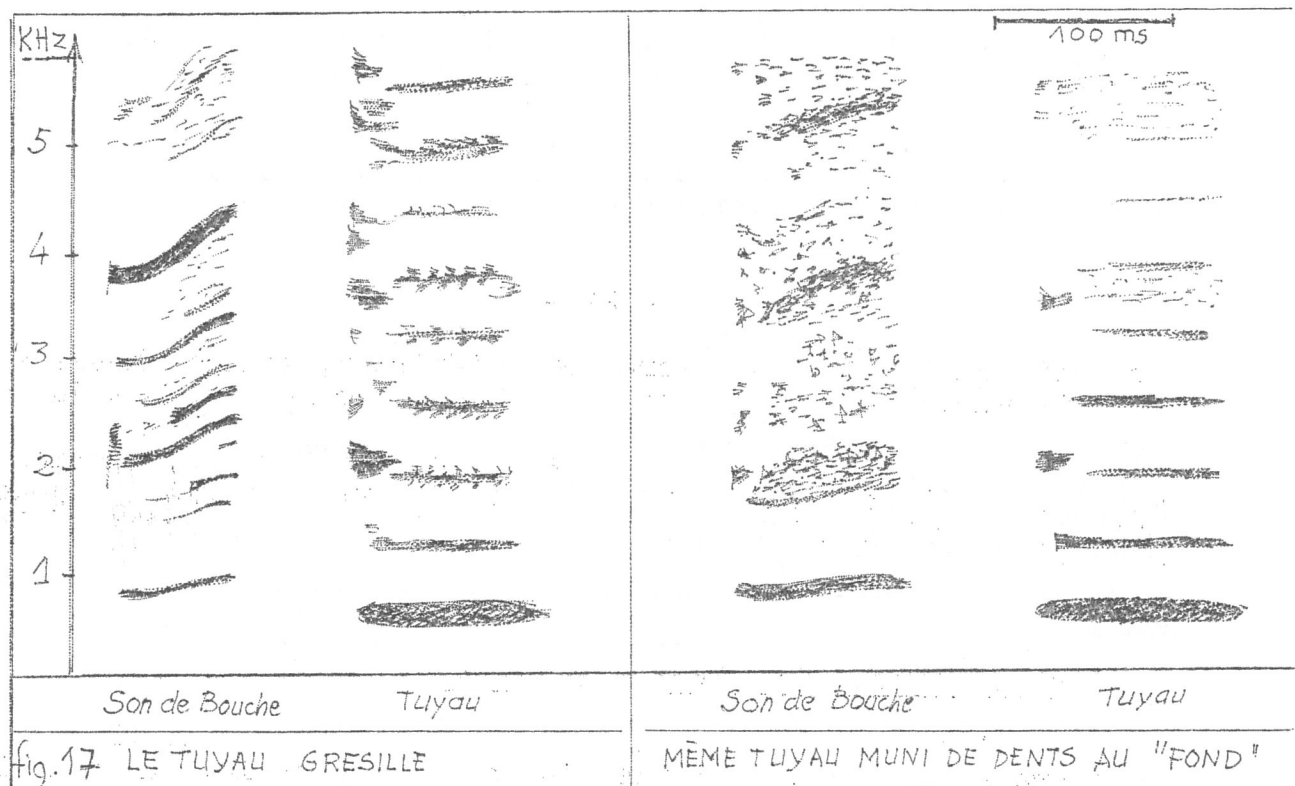 KHz
100 ms
5
4
3
2
1
Son de Bouche
Tuyau
Son de Bouche
Tuyau
fig.17 LE TUYAU GRESILLE
MÊME TUYAU MUNI DE DENTS AU "FOND"